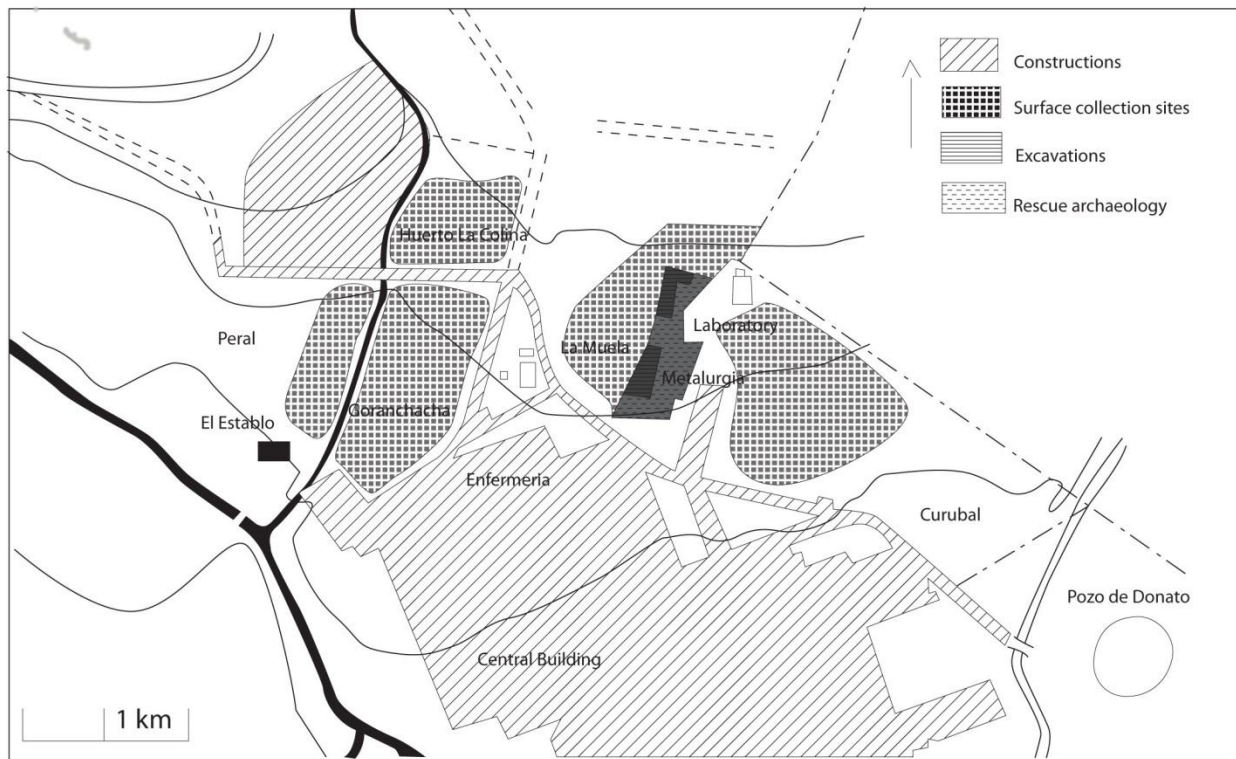 Constructions
Surface collection sites
Excavations
Rescue archaeology
Huerto La Colina
Peral
La Muela
Laboratory
Metalurgia
El Establo
Goranchacha
Enfermeria
Curubal
Pozo de Donato
Central Building
1 km